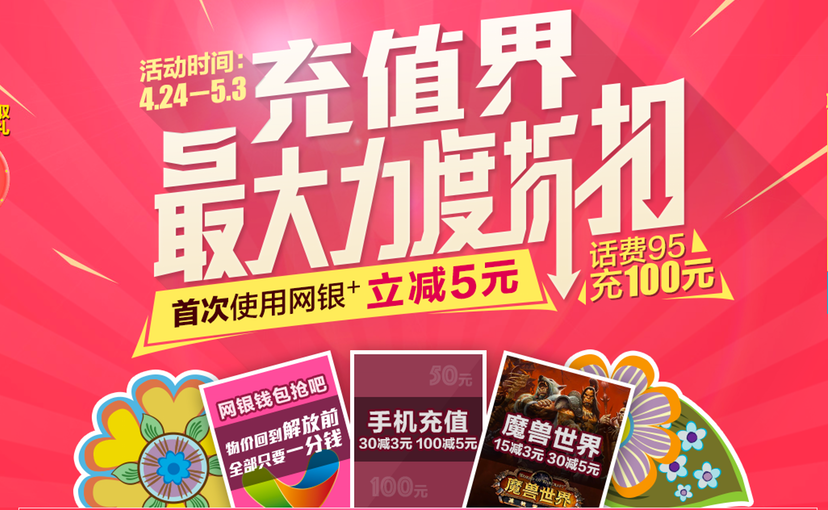 活动时间:
4.24—5.3
充值界
最大力度折扣
首次使用网银+ 立减5元
话费95
充100元
网银钱包抢吧
物价回到解放前
全部只要一分钱
50元
手机充值
30减3元 100减5元
100元
魔兽世界
15减3元 30减5元
魔兽世界